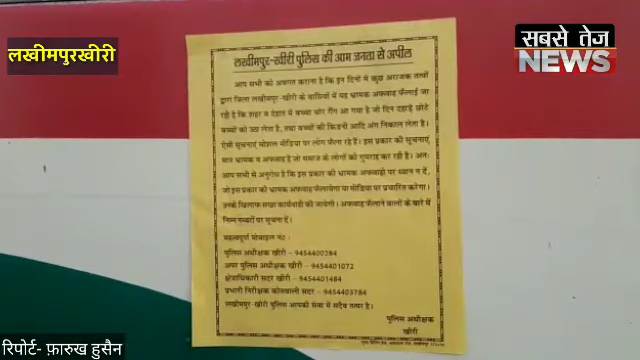 लखीमपुरखीरी
सबसे तेज
NEWS
लखीमपुर-खीरी पुलिस की आम जनता से अपील
आप सभी को अवगत कराना है कि इन दिनों में कुछ अराजक तत्वों
द्वारा जिला लखीमपुर-खीरी के वासियों में यह भ्रामक अफवाह फैलाई जा
रही है कि शहर व देहात में बच्चा चोर गैंग आ गया है जो दिन दहाड़े छोटे
बच्चों को उठा लेता है, तथा बच्चों की किडनी आदि अंग निकाल लेता है।
ऐसी सूचनाएं सोशल मीडिया पर लोग फैला रहे हैं। इस प्रकार की सूचनाएं
मात्र भ्रामक व अफवाह है जो समाज के लोगों को गुमराह कर रही है। अतः
आप सभी से अनुरोध है कि इस प्रकार की भ्रामक अफवाहों पर ध्यान न दें,
जो इस प्रकार की भ्रामक अफवाह फैलायेगा या मीडिया पर प्रचारित करेगा।
उनके खिलाफ सख्त कार्यवाही की जायेगी। अफवाह फैलाने वालों के बारे में
निम्न नम्बरों पर सूचना दें।
महत्वपूर्ण मोबाइल नं० :
पुलिस अधीक्षक खीरी - 9454400284
अपर पुलिस अधीक्षक खीरी - 9454401072
क्षेत्राधिकारी सदर खीरी - 9454401484
प्रभारी निरीक्षक कोतवाली सदर - 9454403784
लखीमपुर-खीरी पुलिस आपकी सेवा में सदैव तत्पर है।
पुलिस अधीक्षक
खीरी
रिपोर्ट- फ़ारुख हुसैन